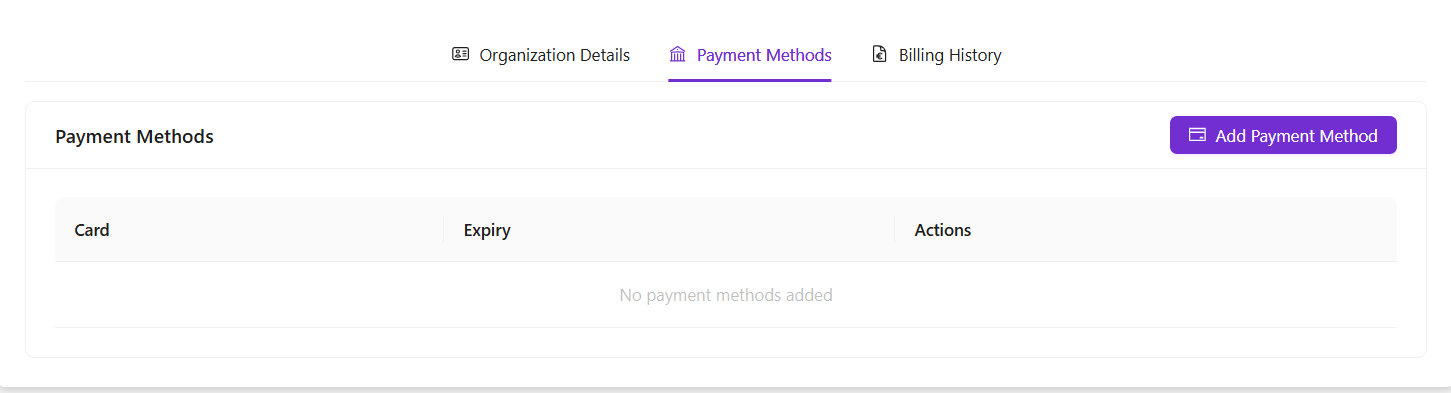 Organization Details
Payment Methods
Billing History
Payment Methods
Add Payment Method
Card
Expiry
Actions
No payment methods added